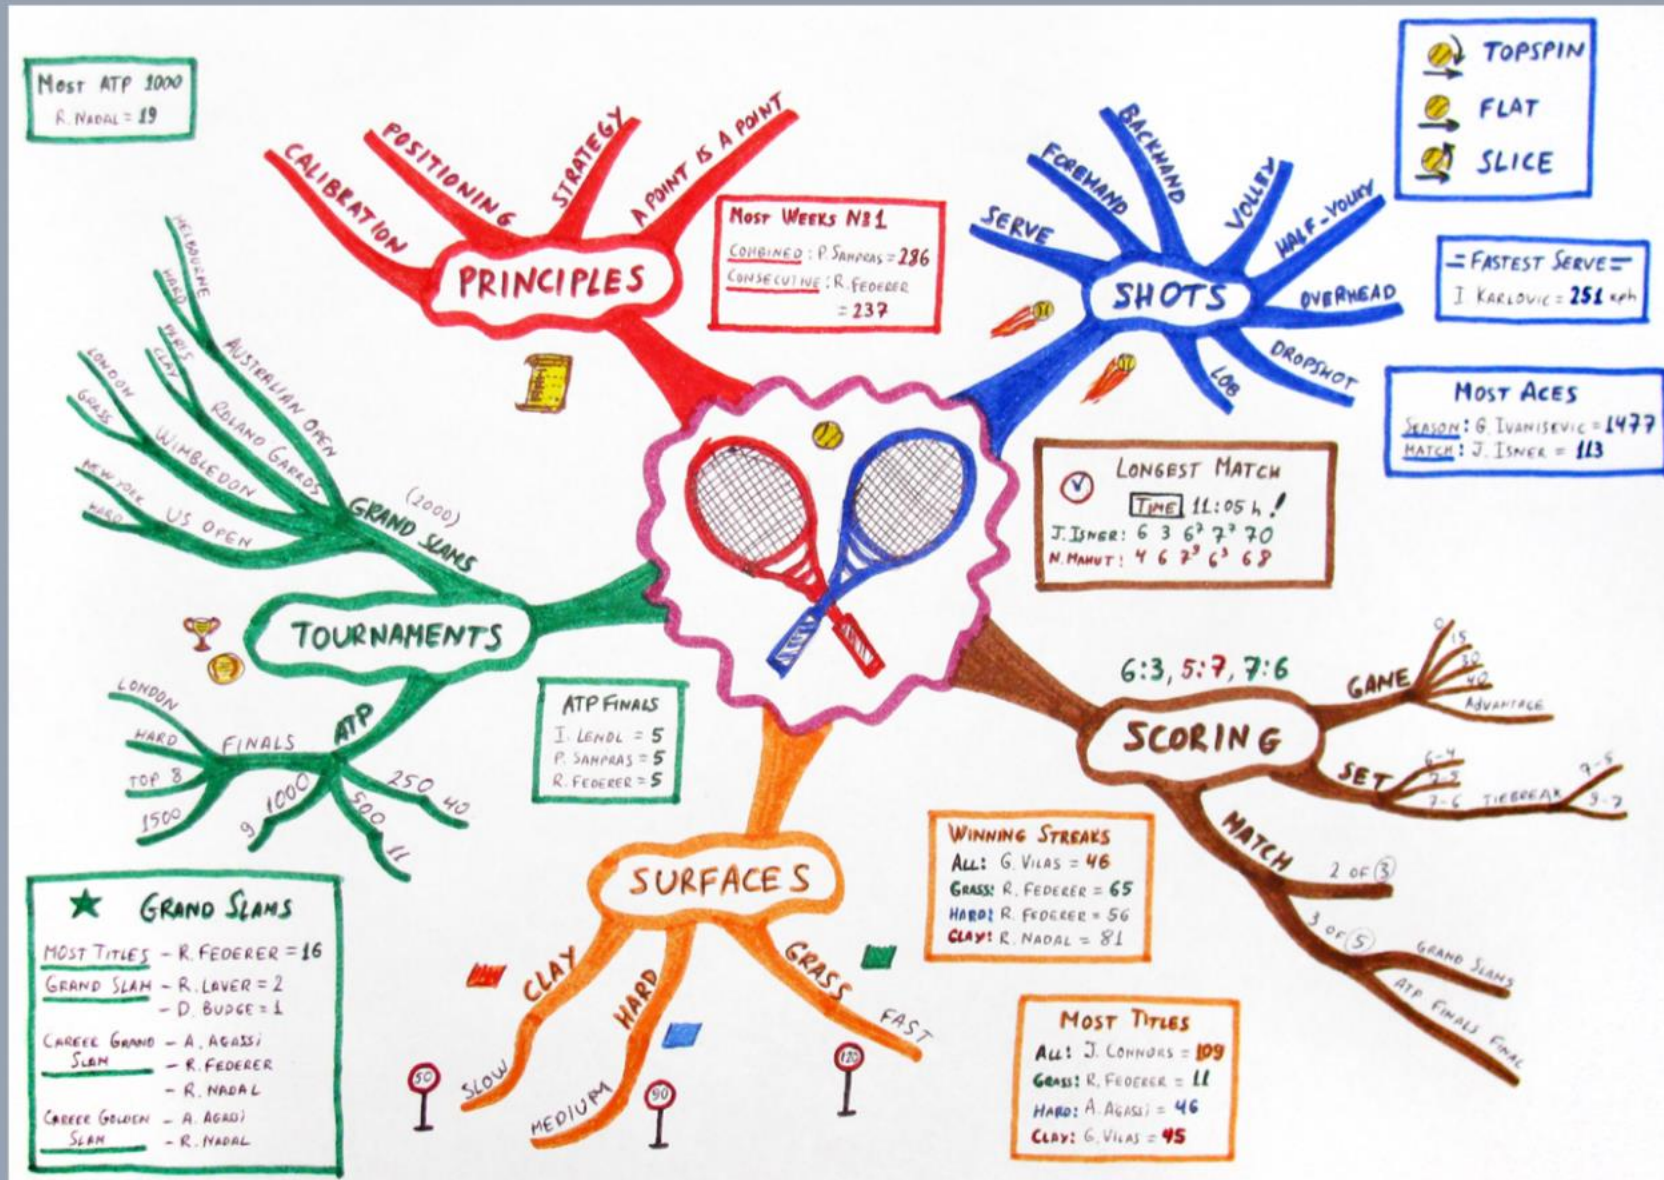 MOST ATP 1000
R. NADAL = 19
CALIBRATION
POSITIONING
STRATEGY
A POINT IS A POINT
PRINCIPLES
MOST WEEKS N81
COMBINED: P. SAMPRAS = 286
CONSECUTIVE: R. FEDERER
= 237
SERVE
FOREHAND
BACKHAND
VOLLEY
HALF-VOLLEY
OVERHEAD
DROPSHOT
LOB
SHOTS
TOPSPIN
FLAT
SLICE
= FASTEST SERVE =
I KARLOVIC = 251 kph
MOST ACES
SEASON: G. IVANISEVIC = 1477
MATCH: J. ISNER = 113
LONGEST MATCH
TIME 11:05 h!
J. ISNER: 6 3 6⁷ 7⁷ 70
N. MAHUT: 4 6 7⁹ 6³ 68
MELBOURNE
HARD
AUSTRALIAN OPEN
PARIS
CLAY
ROLAND GARROS
LONDON
GRASS
WIMBLEDON
NEW YORK
HARD
US OPEN
(2000)
GRAND SLAMS
TOURNAMENTS
ATP
LONDON
HARD
TOP 8
1500
FINALS
1000
9
500
11
250
40
ATP FINALS
I. LENDL = 5
P. SAMPRAS = 5
R. FEDERER = 5
6:3, 5:7, 7:6
SCORING
GAME
0
15
30
40
ADVANTAGE
SET
6-4
7-5
7-6
TIEBREAK
7-5
9-7
MATCH
2 OF 3
3 OF 5
GRAND SLAMS
ATP FINALS FINAL
GRAND SLAMS
MOST TITLES - R. FEDERER = 16
GRAND SLAM - R. LAVER = 2
- D. BUDGE = 1
CAREER GRAND - A. AGASSI
SLAM - R. FEDERER
- R. NADAL
CAREER GOLDEN - A. AGASSI
SLAM - R. NADAL
SURFACES
CLAY
SLOW
50
HARD
MEDIUM
90
GRASS
FAST
120
WINNING STREAKS
ALL: G. VILAS = 46
GRASS: R. FEDERER = 65
HARD: R. FEDERER = 56
CLAY: R. NADAL = 81
MOST TITLES
ALL: J. CONNORS = 109
GRASS: R. FEDERER = 11
HARD: A. AGASSI = 46
CLAY: G. VILAS = 45